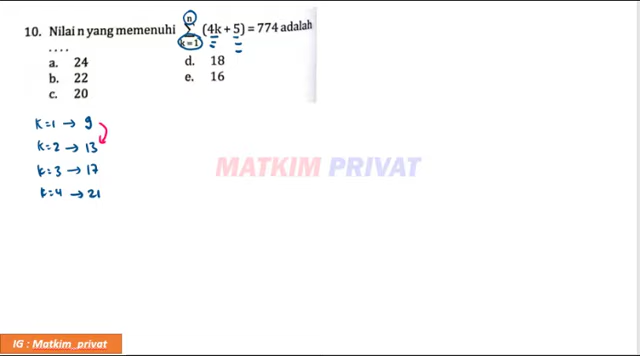 10. Nilai n yang memenuhi n Σ k = 1 (4k + 5) = 774 adalah
....
a. 24 d. 18
b. 22 e. 16
c. 20
k=1 → 9
k=2 → 13
k=3 → 17
k=4 → 21
MATKIM PRIVAT
IG : Matkim_privat